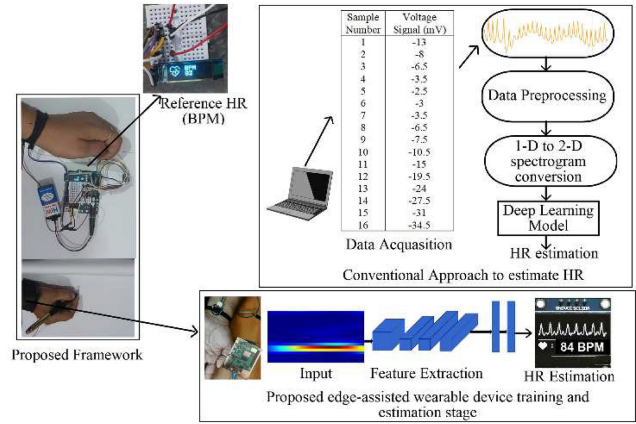 BPM
82
Reference HR
(BPM)
Proposed Framework
Sample Number
Voltage Signal (mV)
1 -13
2 -8
3 -6.5
4 -3.5
5 -2.5
6 -3
7 -3.5
8 -6.5
9 -7.5
10 -10.5
11 -15
12 -19.5
13 -24
14 -27.5
15 -31
16 -34.5
Data Acquasition
Data Preprocessing
1-D to 2-D
spectrogram
conversion
Deep Learning
Model
HR estimation
Conventional Approach to estimate HR
Input
Feature Extraction
84 BPM
HR Estimation
Proposed edge-assisted wearable device training and
estimation stage